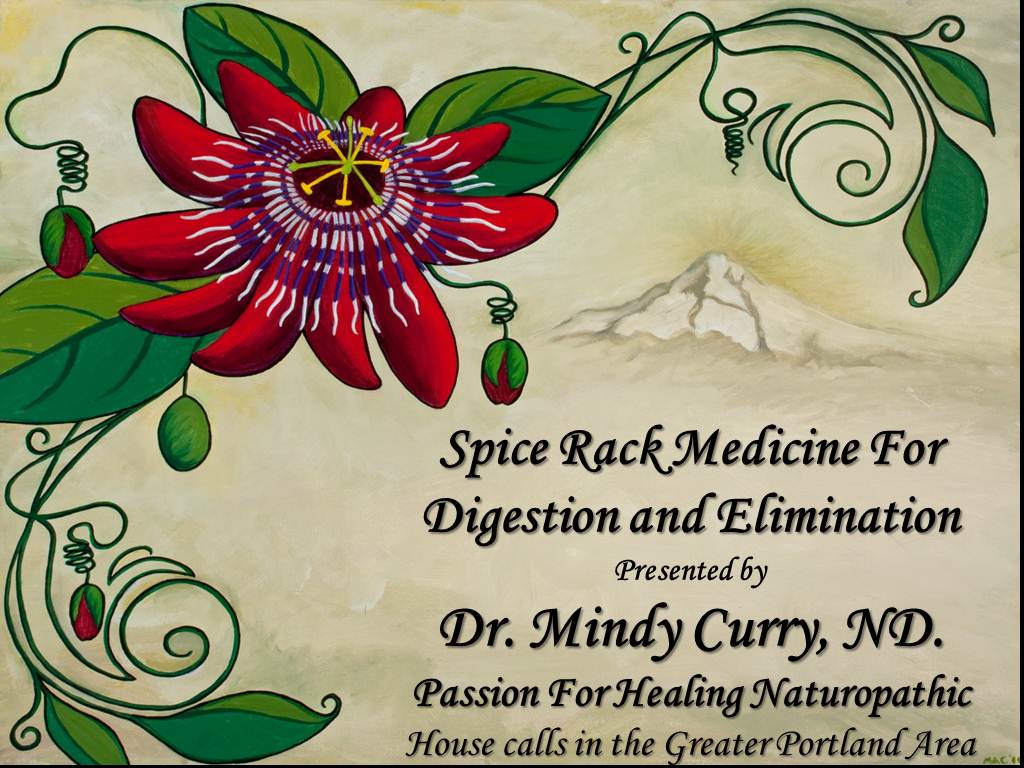 Spice Rack Medicine For
Digestion and Elimination
Presented by
Dr. Mindy Curry, ND.
Passion For Healing Naturopathic
House calls in the Greater Portland Area